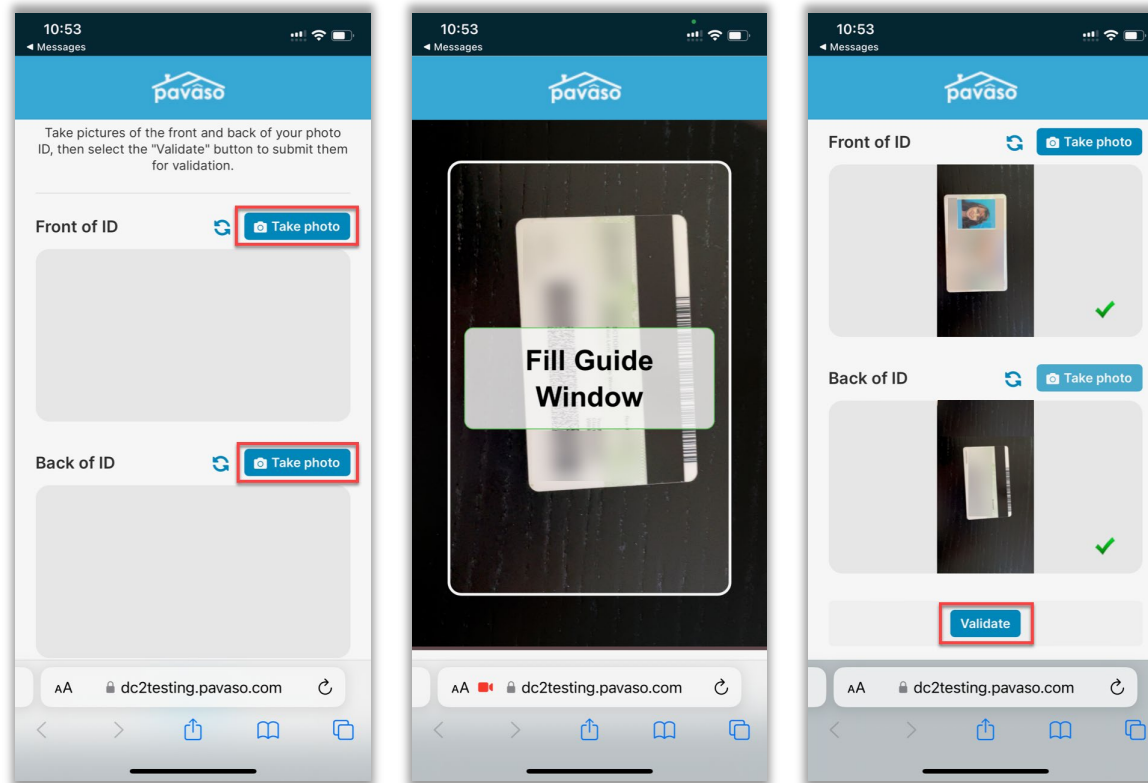 10:53
◀ Messages
pavaso
Take pictures of the front and back of your photo
ID, then select the "Validate" button to submit them
for validation.
Front of ID
Take photo
Back of ID
Take photo
AA dc2testing.pavaso.com
10:53
◀ Messages
pavaso
Fill Guide
Window
AA dc2testing.pavaso.com
10:53
◀ Messages
pavaso
Front of ID
Take photo
Back of ID
Take photo
Validate
AA dc2testing.pavaso.com